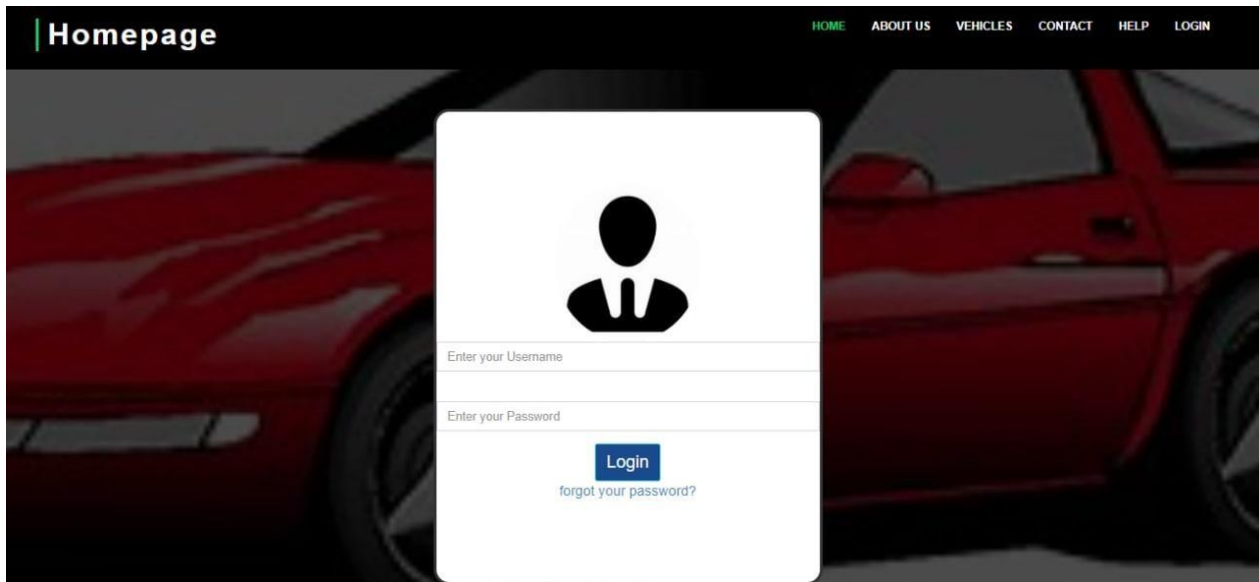 Homepage
HOME ABOUT US VEHICLES CONTACT HELP LOGIN
Enter your Username
Enter your Password
Login
forgot your password?